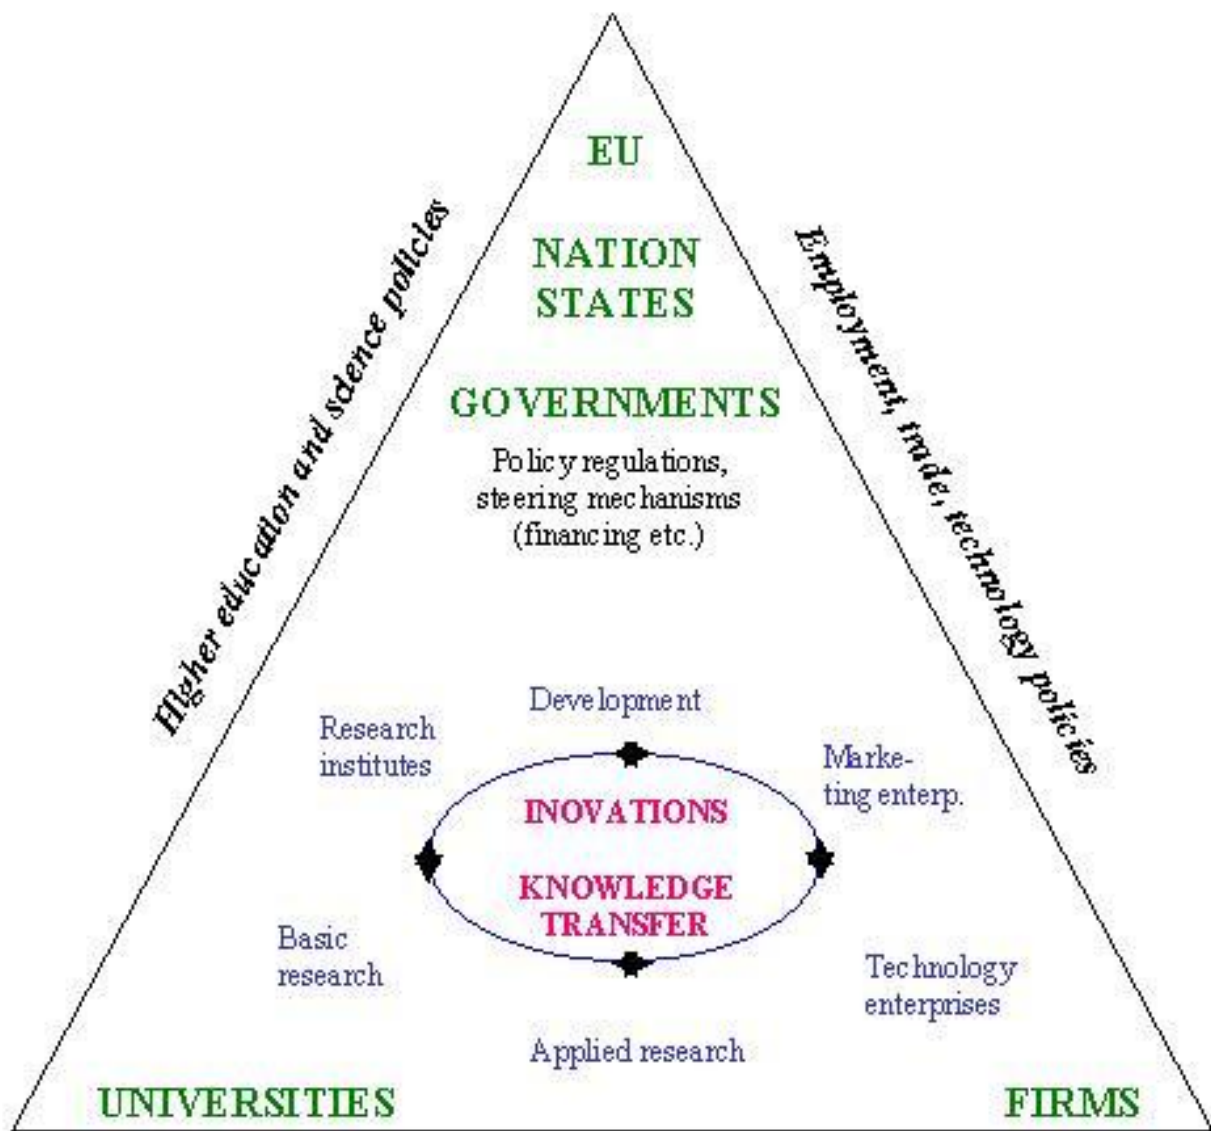 EU
NATION
STATES
GOVERNMENTS
Policy regulations,
steering mechanisms
(financing etc.)
Higher education and science policies
Employment, trade, technology policies
Development
Research
institutes
Marke-
ting enterp.
INOVATIONS
KNOWLEDGE
TRANSFER
Basic
research
Technology
enterprises
Applied research
UNIVERSITIES
FIRMS